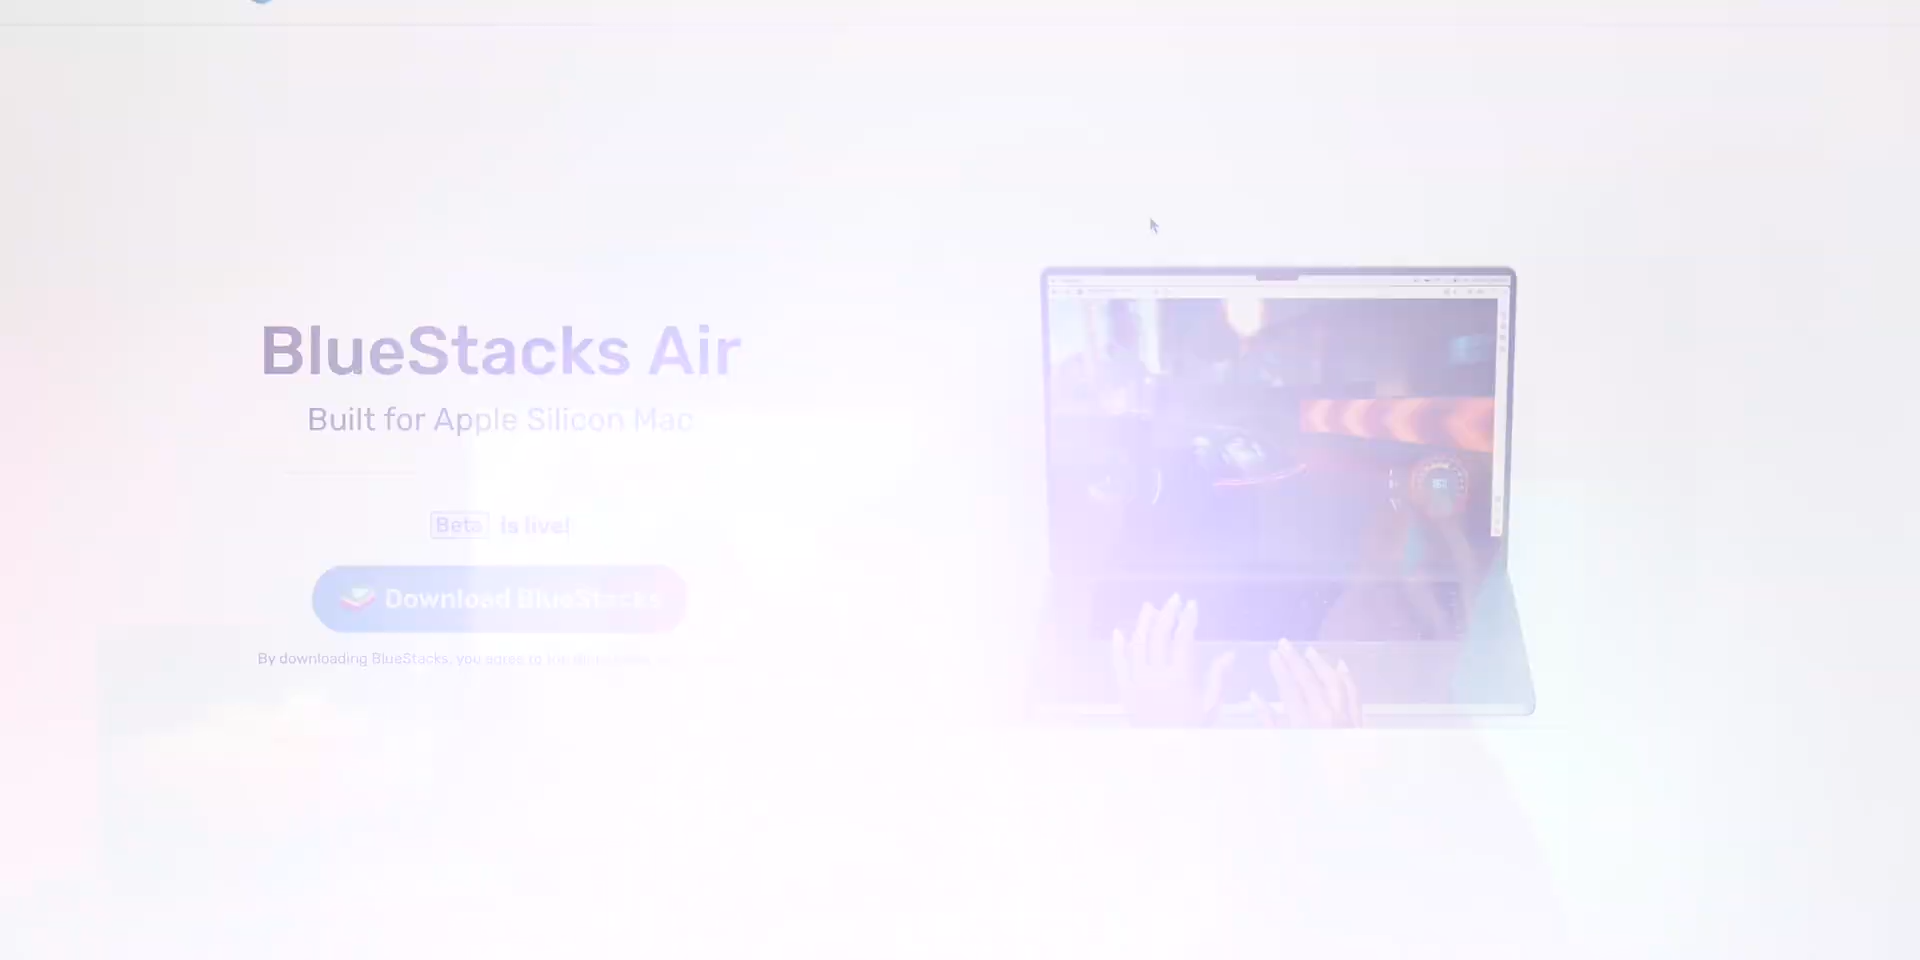 BlueStacks Air
Built for Apple Silicon Mac
Beta is live!
Download BlueStacks
By downloading BlueStacks, you agree to the